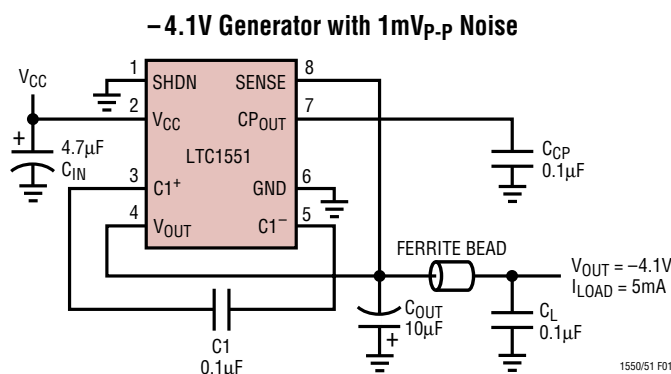 –4.1V Generator with 1mVP-P Noise
VCC
+
4.7µF
CIN
1
SHDN
2
VCC
3
C1+
4
VOUT
LTC1551
SENSE
8
CPOUT
7
GND
6
C1–
5
CCP
0.1µF
FERRITE BEAD
VOUT = –4.1V
ILOAD = 5mA
COUT
10µF
+
CL
0.1µF
C1
0.1µF
1550/51 F01